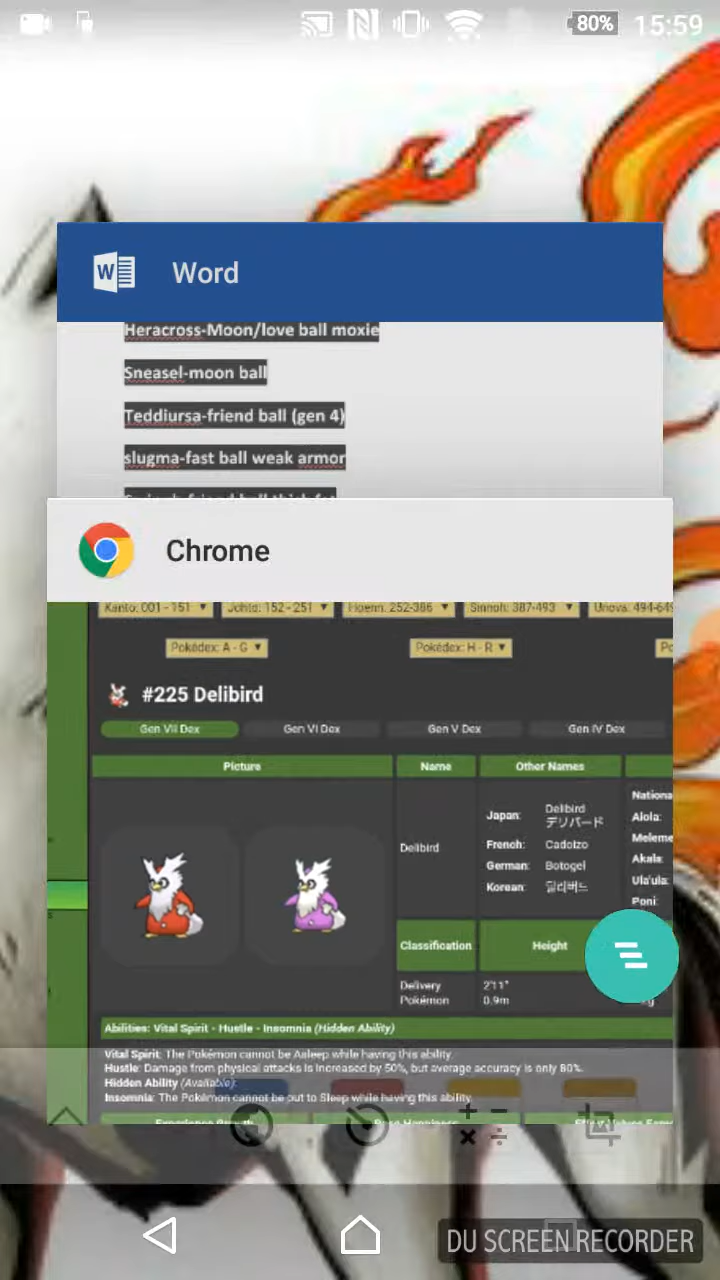 80% 15:59
Word
Heracross-Moon/love ball moxie
Sneasel-moon ball
Teddiursa-friend ball (gen 4)
slugma-fast ball weak armor
Chrome
Kanto: 001 - 151 Johto: 152 - 251 Hoenn: 252-386 Sinnoh: 387-493 Unova: 494-649
Pokédex: A - G Pokédex: H - R
#225 Delibird
Gen VII Dex Gen VI Dex Gen V Dex Gen IV Dex
Picture Name Other Names
Delibird
Japan: Delibird
デリバード
French: Cadoizo
German: Botogel
Korean: 딜리버드
Nationa
Alola:
Meleme
Akala:
Ula'ula:
Poni:
Classification Height
Delivery Pokémon
2'11"
0.9m
Abilities: Vital Spirit - Hustle - Insomnia (Hidden Ability)
Vital Spirit: The Pokémon cannot be Asleep while having this ability.
Hustle: Damage from physical attacks is increased by 50%, but average accuracy is only 80%.
Hidden Ability (Available):
Insomnia: The Pokémon cannot be put to Sleep while having this ability.
DU SCREEN RECORDER